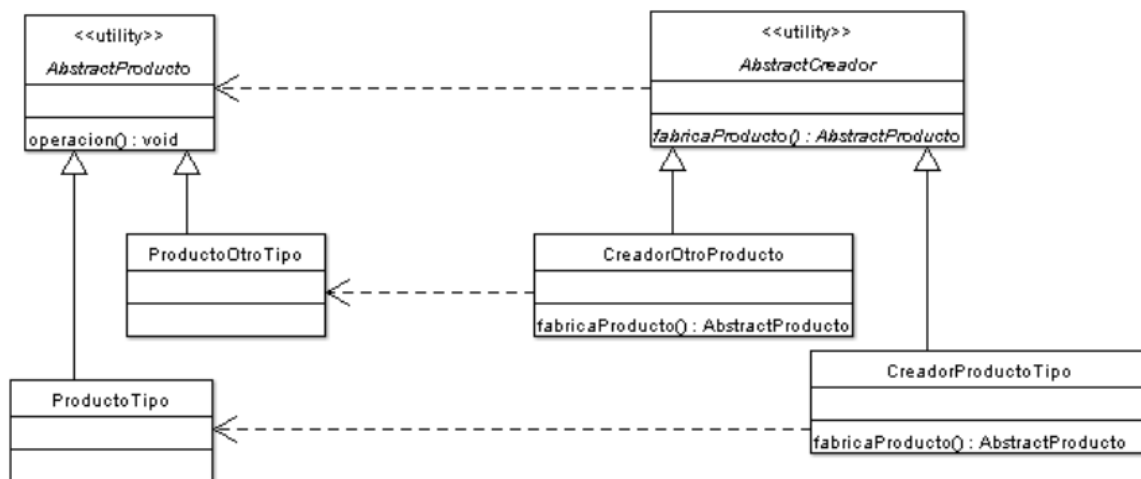 <<utility>>
AbstractProducto
operacion() : void
<<utility>>
AbstractCreador
fabricaProducto() : AbstractProducto
ProductoOtroTipo
CreadorOtroProducto
fabricaProducto() : AbstractProducto
ProductoTipo
CreadorProductoTipo
fabricaProducto() : AbstractProducto